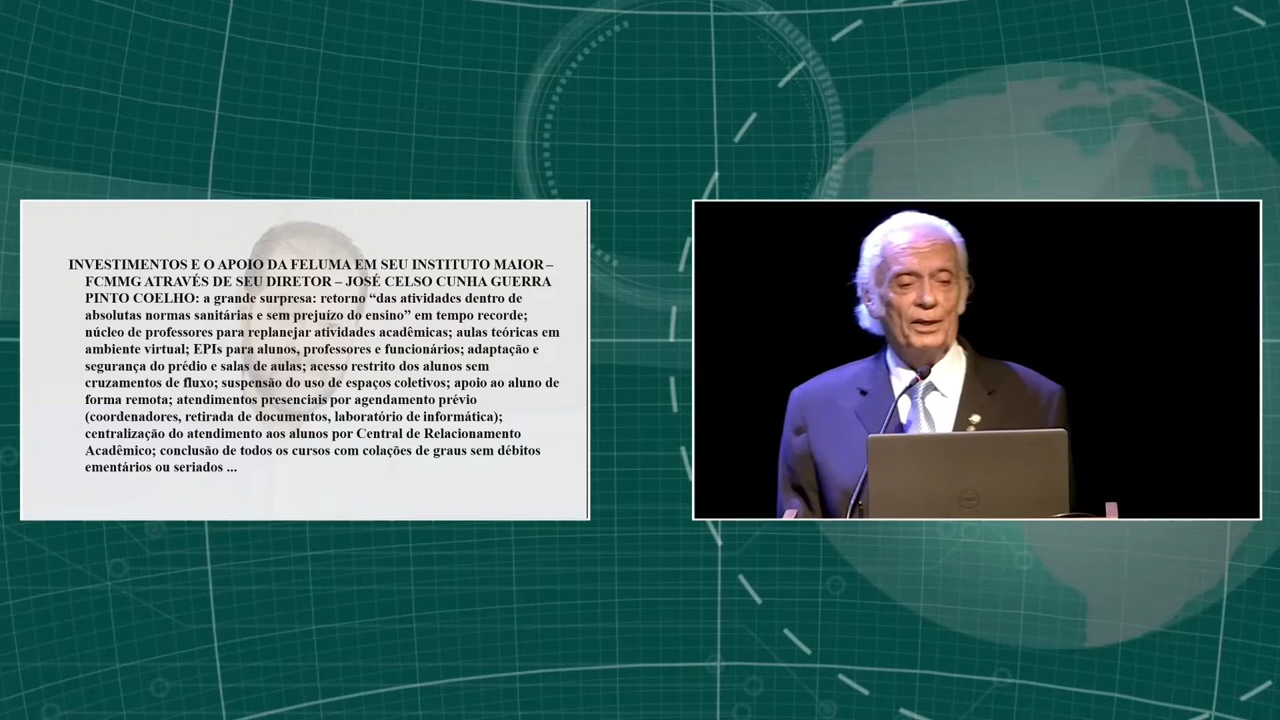 INVESTIMENTOS E O APOIO DA FELUMA EM SEU INSTITUTO MAIOR –
FCMMG ATRAVÉS DE SEU DIRETOR – JOSÉ CELSO CUNHA GUERRA
PINTO COELHO: a grande surpresa: retorno “das atividades dentro de
absolutas normas sanitárias e sem prejuízo do ensino” em tempo recorde;
núcleo de professores para replanejar atividades acadêmicas; aulas teóricas em
ambiente virtual; EPIs para alunos, professores e funcionários; adaptação e
segurança do prédio e salas de aulas; acesso restrito dos alunos sem
cruzamentos de fluxo; suspensão do uso de espaços coletivos; apoio ao aluno de
forma remota; atendimentos presenciais por agendamento prévio
(coordenadores, retirada de documentos, laboratório de informática);
centralização do atendimento aos alunos por Central de Relacionamento
Acadêmico; conclusão de todos os cursos com colações de graus sem débitos
ementários ou seriados ...
DELL